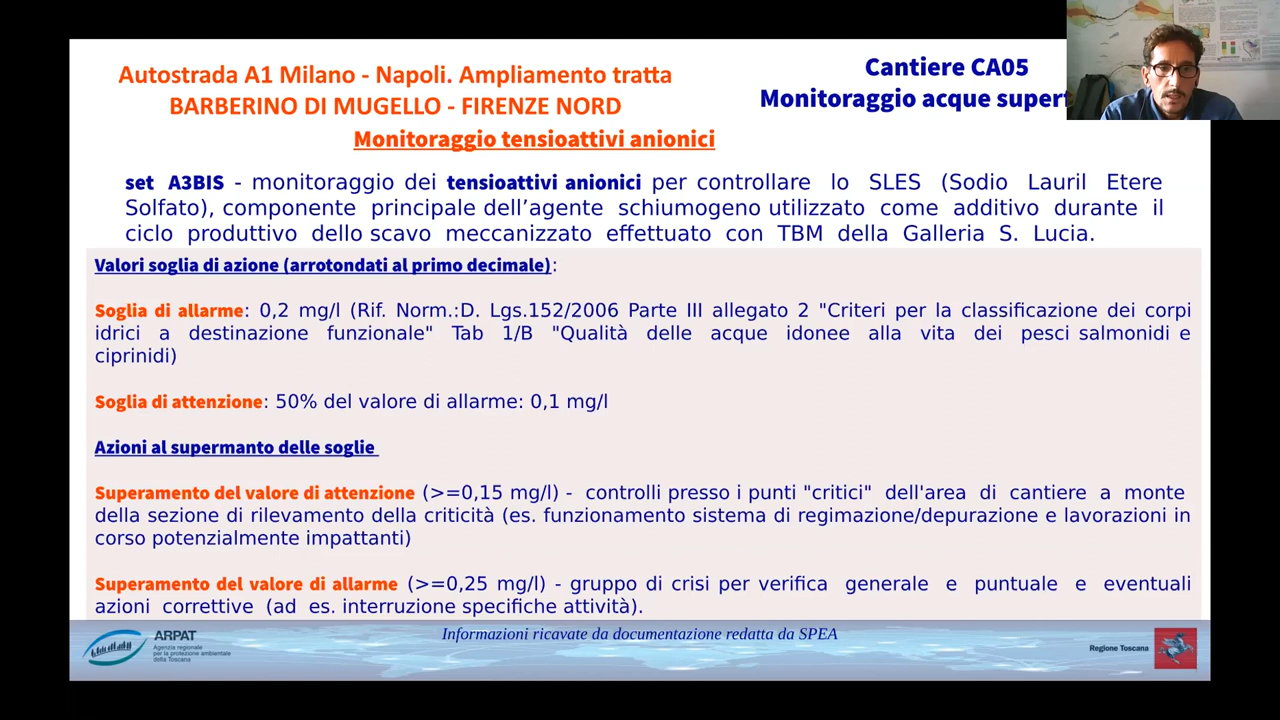 Autostrada A1 Milano - Napoli. Ampliamento tratta
BARBERINO DI MUGELLO - FIRENZE NORD
Cantiere CA05
Monitoraggio acque
Monitoraggio tensioattivi anionici
set A3BIS - monitoraggio dei tensioattivi anionici per controllare lo SLES (Sodio Lauril Etere
Solfato), componente principale dell'agente schiumogeno utilizzato come additivo durante il
ciclo produttivo dello scavo meccanizzato effettuato con TBM della Galleria S. Lucia.
Valori soglia di azione (arrotondati al primo decimale):
Soglia di allarme: 0,2 mg/l (Rif. Norm.:D. Lgs.152/2006 Parte III allegato 2 "Criteri per la classificazione dei corpi
idrici a destinazione funzionale" Tab 1/B "Qualità delle acque idonee alla vita dei pesci salmonidi e
ciprinidi)
Soglia di attenzione: 50% del valore di allarme: 0,1 mg/l
Azioni al supermanto delle soglie
Superamento del valore di attenzione (>=0,15 mg/l) - controlli presso i punti "critici" dell'area di cantiere a monte
della sezione di rilevamento della criticità (es. funzionamento sistema di regimazione/depurazione e lavorazioni in
corso potenzialmente impattanti)
Superamento del valore di allarme (>=0,25 mg/l) - gruppo di crisi per verifica generale e puntuale e eventuali
azioni correttive (ad es. interruzione specifiche attività).
Informazioni ricavate da documentazione redatta da SPEA
ARPAT
Agenzia regionale
per la protezione ambientale
della Toscana
Regione Toscana